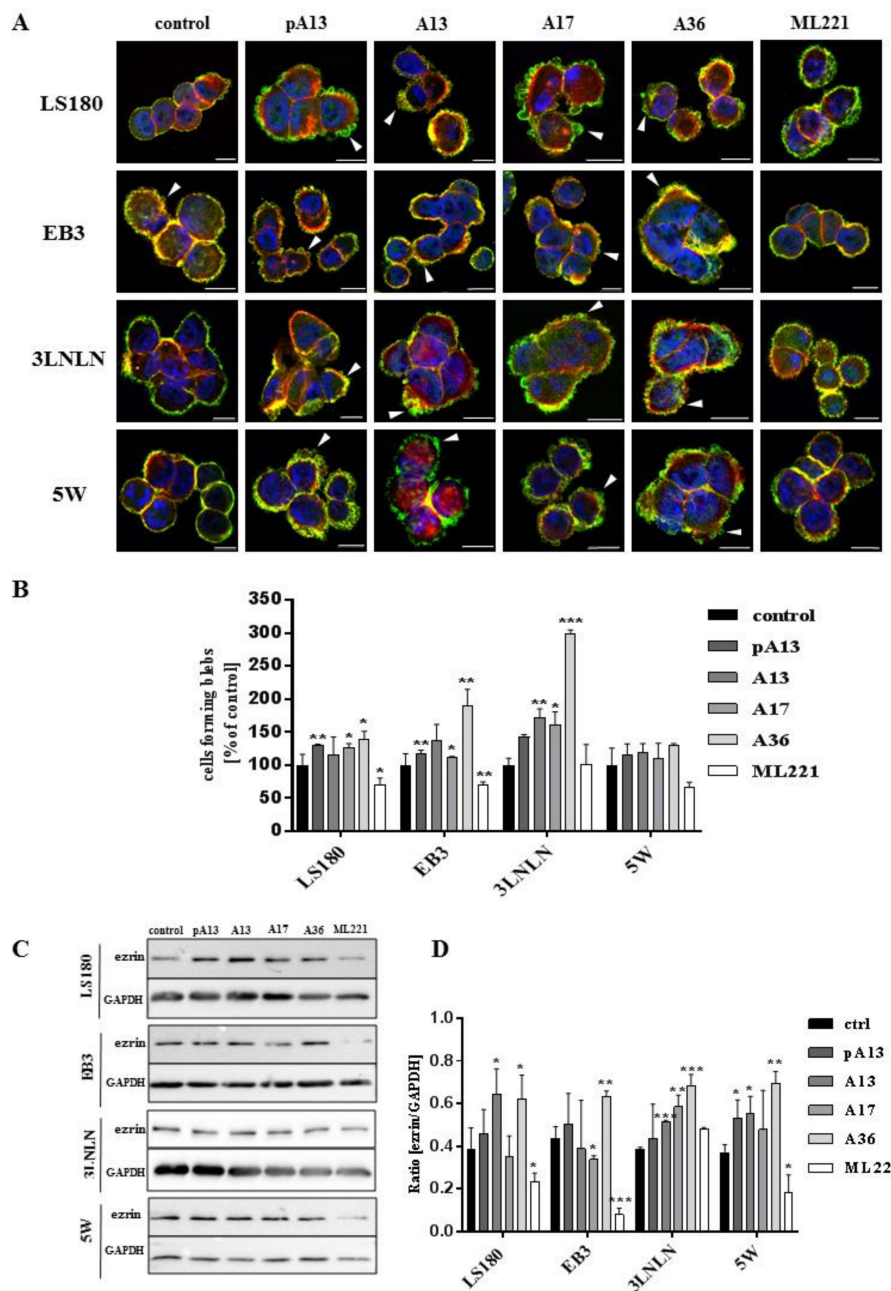 A
control pA13 A13 A17 A36 ML221
LS180
EB3
3LNLN
5W
B
cells forming blebs
[% of control]
350
300
250
200
150
100
50
0
** * * *
** * ** **
** * ***
LS180 EB3 3LNLN 5W
control
pA13
A13
A17
A36
ML221
C
control pA13 A13 A17 A36 ML221
LS180
ezrin
GAPDH
EB3
ezrin
GAPDH
3LNLN
ezrin
GAPDH
5W
ezrin
GAPDH
D
Ratio [ezrin/GAPDH]
1.0
0.8
0.6
0.4
0.2
0.0
* * *
* ** ***
*** ** ***
* * ** *
LS180 EB3 3LNLN 5W
ctrl
pA13
A13
A17
A36
ML22